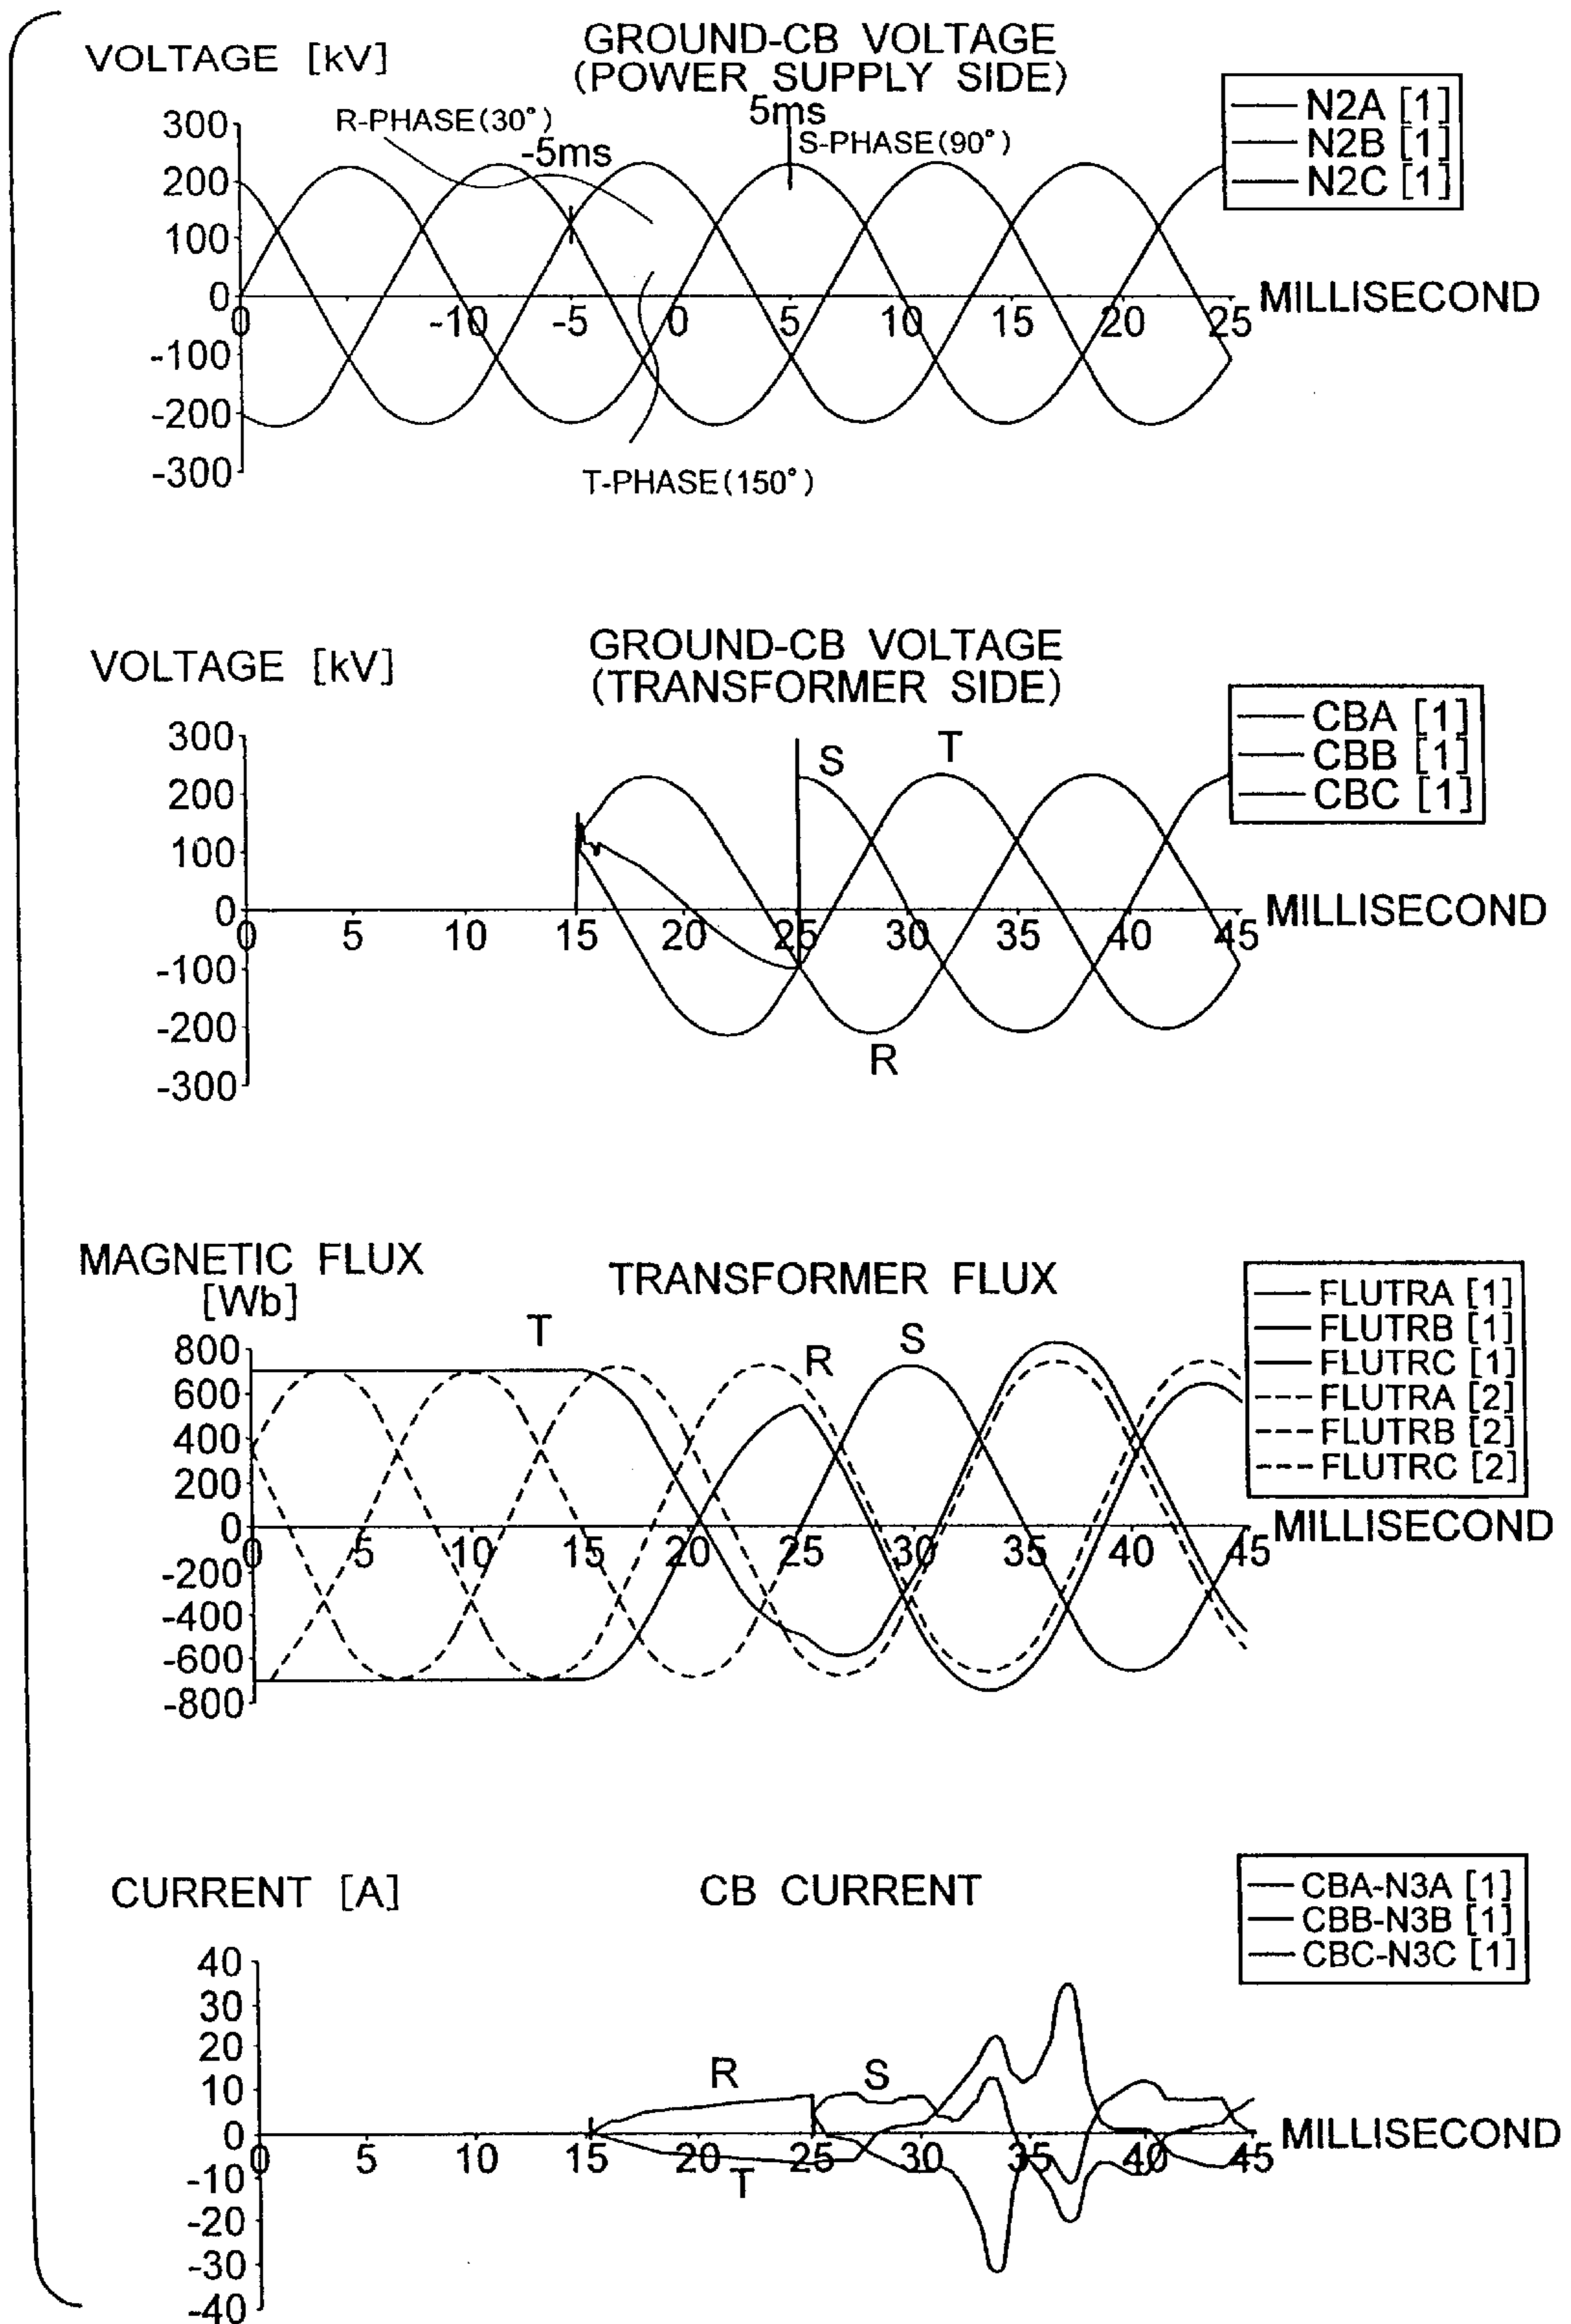 VOLTAGE [kV]
GROUND-CB VOLTAGE
(POWER SUPPLY SIDE)
R-PHASE(30°)
-5ms
5ms
S-PHASE(90°)
T-PHASE(150°)
N2A [1]
N2B [1]
N2C [1]
300
200
100
0
-100
-200
-300
0
-10
-5
0
5
10
15
20
25
MILLISECOND
VOLTAGE [kV]
GROUND-CB VOLTAGE
(TRANSFORMER SIDE)
S
T
R
CBA [1]
CBB [1]
CBC [1]
300
200
100
0
-100
-200
-300
0
5
10
15
20
25
30
35
40
45
MILLISECOND
MAGNETIC FLUX
[Wb]
TRANSFORMER FLUX
T
R
S
FLUTRA [1]
FLUTRB [1]
FLUTRC [1]
FLUTRA [2]
FLUTRB [2]
FLUTRC [2]
800
600
400
200
0
-200
-400
-600
-800
0
5
10
15
20
25
30
35
40
45
MILLISECOND
CURRENT [A]
CB CURRENT
R
S
T
CBA-N3A [1]
CBB-N3B [1]
CBC-N3C [1]
40
30
20
10
0
-10
-20
-30
-40
0
5
10
15
20
25
30
35
40
45
MILLISECOND